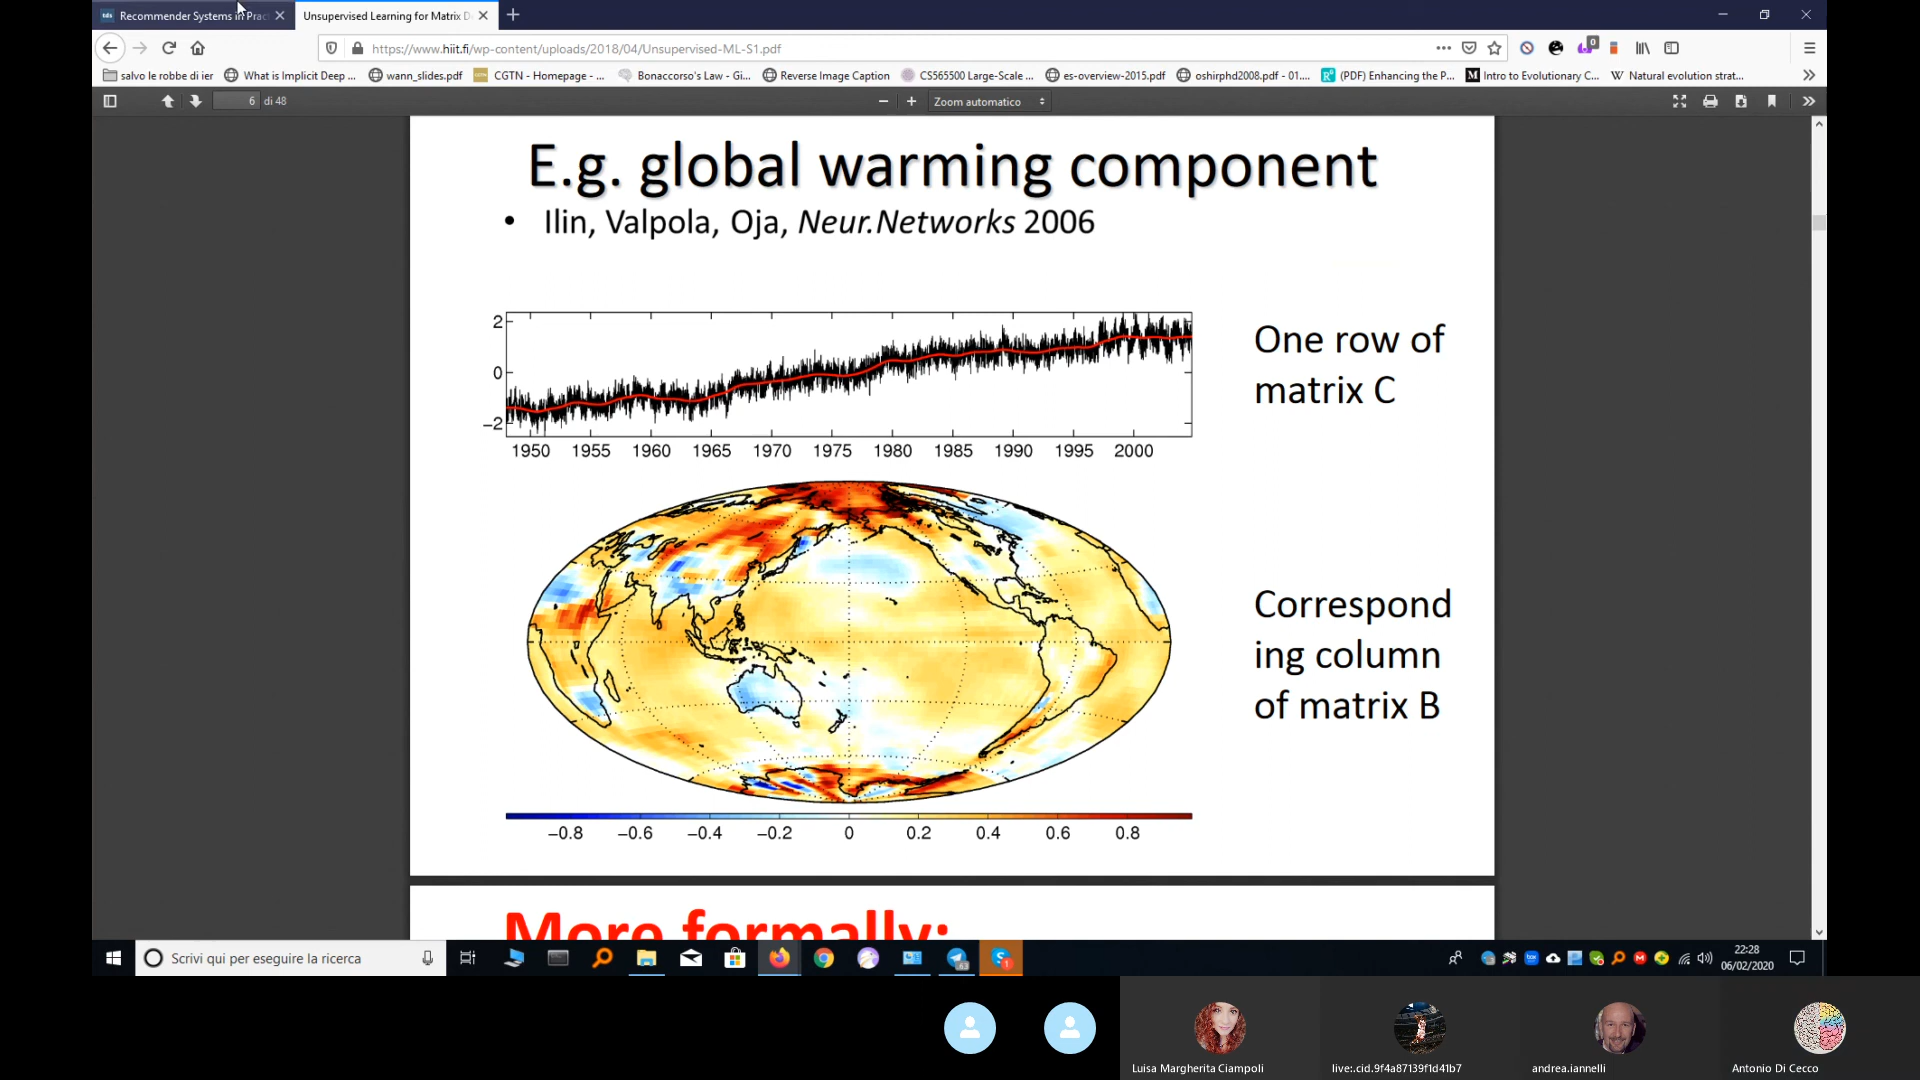 Recommender Systems in Prac
Unsupervised Learning for Matrix D
https://www.hiit.fi/wp-content/uploads/2018/04/Unsupervised-ML-S1.pdf
0
salvo le robbe di ier
What is Implicit Deep ...
wann_slides.pdf
CGTN - Homepage - ...
Bonaccorso's Law - Gi...
Reverse Image Caption
CS565500 Large-Scale ...
es-overview-2015.pdf
oshirphd2008.pdf - 01....
(PDF) Enhancing the P...
Intro to Evolutionary C...
Natural evolution strat...
6 di 48
Zoom automatico
E.g. global warming component
• Ilin, Valpola, Oja, Neur.Networks 2006
2
0
−2
1950 1955 1960 1965 1970 1975 1980 1985 1990 1995 2000
One row of
matrix C
Correspond
ing column
of matrix B
−0.8 −0.6 −0.4 −0.2 0 0.2 0.4 0.6 0.8
More formally:
Scrivi qui per eseguire la ricerca
22:28
06/02/2020
Luisa Margherita Ciampoli
live:.cid.9f4a87139f1d41b7
andrea.iannelli
Antonio Di Cecco